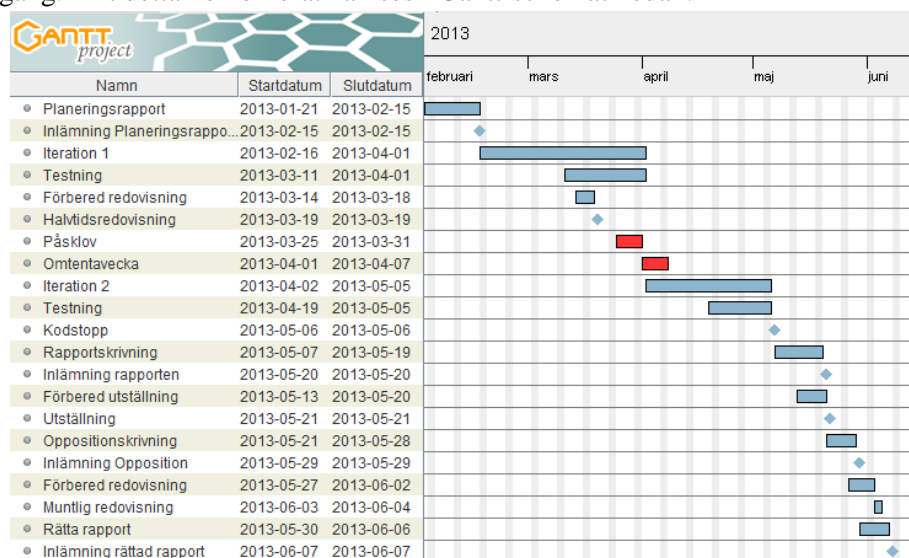 GANTT project
2013
februari mars april maj juni
Namn Startdatum Slutdatum
Planeringsrapport 2013-01-21 2013-02-15
Inlämning Planeringsrappo... 2013-02-15 2013-02-15
Iteration 1 2013-02-16 2013-04-01
Testning 2013-03-11 2013-04-01
Förbered redovisning 2013-03-14 2013-03-18
Halvtidsredovisning 2013-03-19 2013-03-19
Påsklov 2013-03-25 2013-03-31
Omtentavecka 2013-04-01 2013-04-07
Iteration 2 2013-04-02 2013-05-05
Testning 2013-04-19 2013-05-05
Kodstopp 2013-05-06 2013-05-06
Rapportskrivning 2013-05-07 2013-05-19
Inlämning rapporten 2013-05-20 2013-05-20
Förbered utställning 2013-05-13 2013-05-20
Utställning 2013-05-21 2013-05-21
Oppositionskrivning 2013-05-21 2013-05-28
Inlämning Opposition 2013-05-29 2013-05-29
Förbered redovisning 2013-05-27 2013-06-02
Muntlig redovisning 2013-06-03 2013-06-04
Rätta rapport 2013-05-30 2013-06-06
Inlämning rättad rapport 2013-06-07 2013-06-07